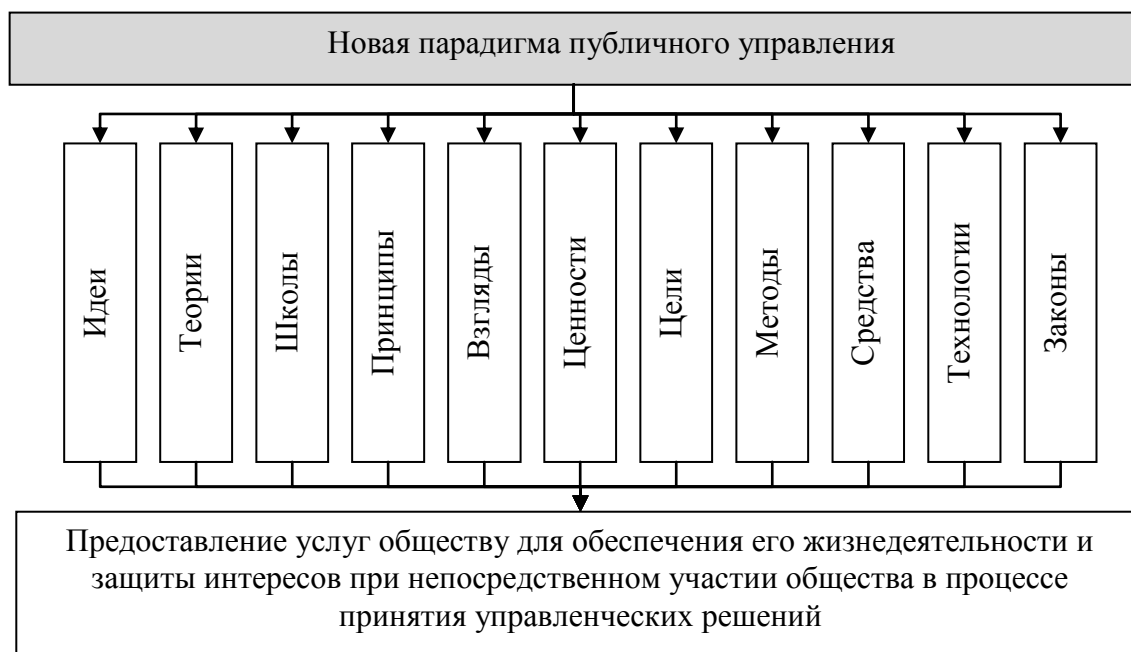 Новая парадигма публичного управления
Идеи
Теории
Школы
Принципы
Взгляды
Ценности
Цели
Методы
Средства
Технологии
Законы
Предоставление услуг обществу для обеспечения его жизнедеятельности и
защиты интересов при непосредственном участии общества в процессе
принятия управленческих решений